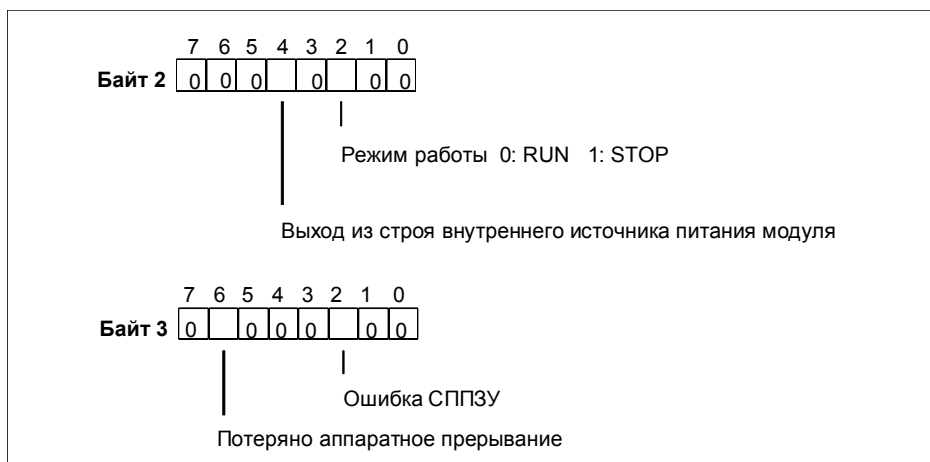 7 6 5 4 3 2 1 0
Байт 2 0 0 0 0 0 0
Режим работы 0: RUN 1: STOP
Выход из строя внутреннего источника питания модуля
7 6 5 4 3 2 1 0
Байт 3 0 0 0 0 0 0
Ошибка СППЗУ
Потеряно аппаратное прерывание